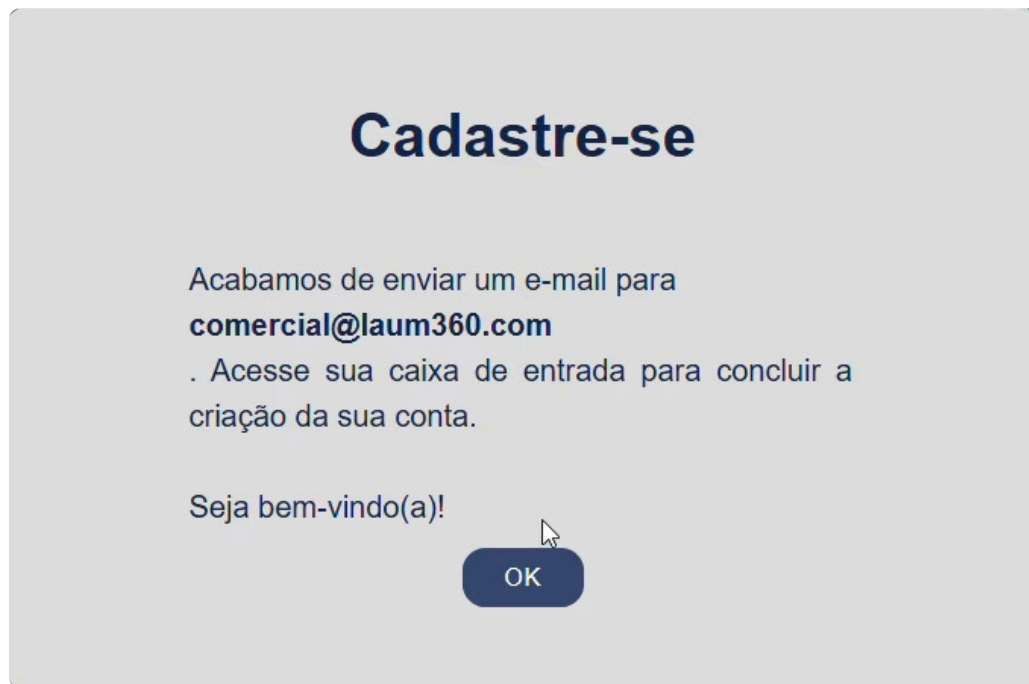 Cadastre-se
Acabamos de enviar um e-mail para
comercial@laum360.com
. Acesse sua caixa de entrada para concluir a
criação da sua conta.
Seja bem-vindo(a)!
OK